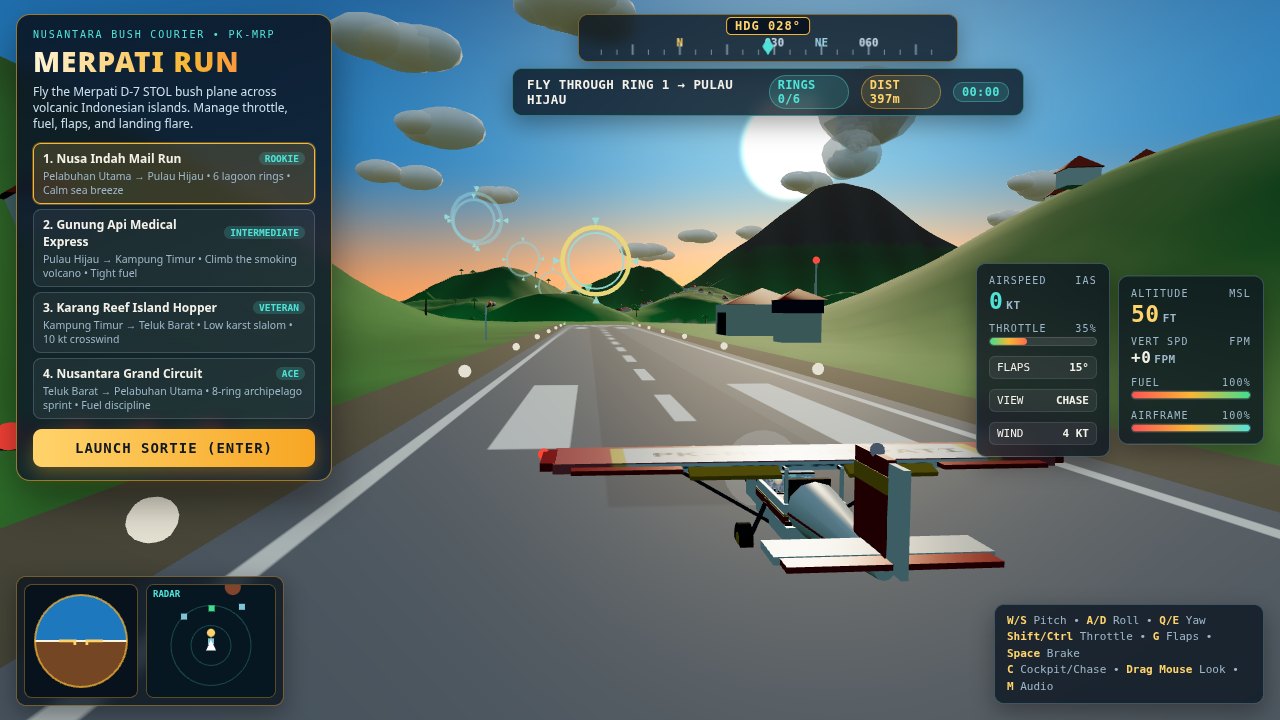 NUSANTARA BUSH COURIER • PK-MRP
MERPATI RUN
Fly the Merpati D-7 STOL bush plane across
volcanic Indonesian islands. Manage throttle,
fuel, flaps, and landing flare.
1. Nusa Indah Mail Run
ROOKIE
Pelabuhan Utama → Pulau Hijau • 6 lagoon rings •
Calm sea breeze
2. Gunung Api Medical
Express
INTERMEDIATE
Pulau Hijau → Kampung Timur • Climb the smoking
volcano • Tight fuel
3. Karang Reef Island Hopper
VETERAN
Kampung Timur → Teluk Barat • Low karst slalom •
10 kt crosswind
4. Nusantara Grand Circuit
ACE
Teluk Barat → Pelabuhan Utama • 8-ring archipelago
sprint • Fuel discipline
LAUNCH SORTIE (ENTER)
HDG 028°
N 030 NE 060
FLY THROUGH RING 1 → PULAU
HIJAU
RINGS
0/6
DIST
397m
00:00
AIRSPEED IAS
0 KT
THROTTLE 35%
FLAPS 15°
VIEW CHASE
WIND 4 KT
ALTITUDE MSL
50 FT
VERT SPD FPM
+0 FPM
FUEL 100%
AIRFRAME 100%
RADAR
W/S Pitch • A/D Roll • Q/E Yaw
Shift/Ctrl Throttle • G Flaps •
Space Brake
C Cockpit/Chase • Drag Mouse Look •
M Audio